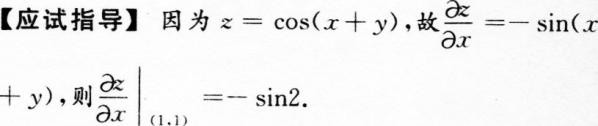 【应试指导】 因为 z = cos(x + y),故∂z/∂x = − sin(x
+ y),则 ∂z/∂x |(1,1) = − sin2.